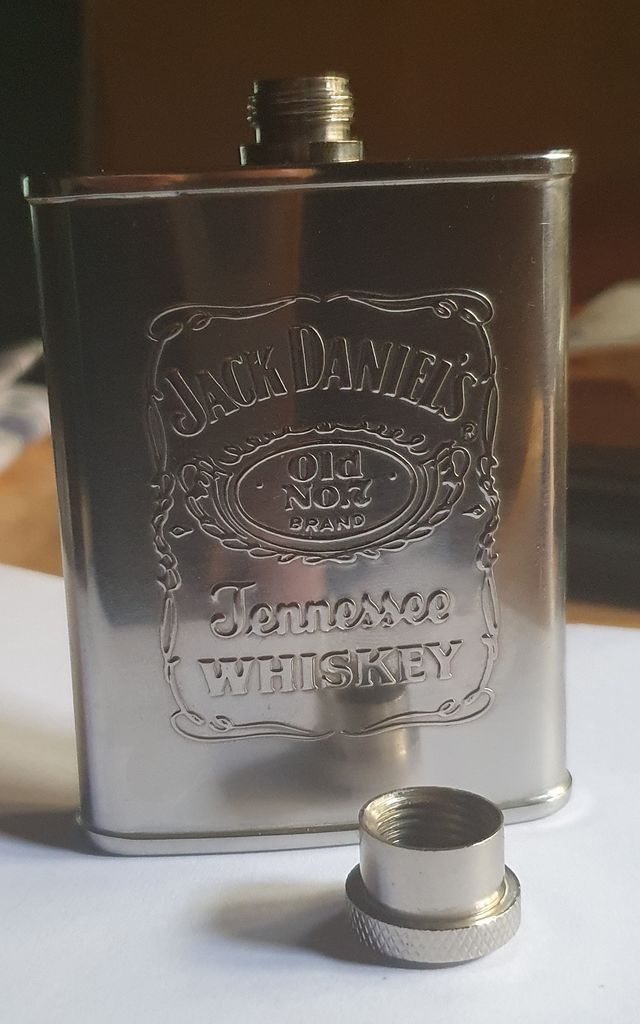 JACK DANIEL'S
®
Old
NO.7
BRAND
Tennessee
WHISKEY